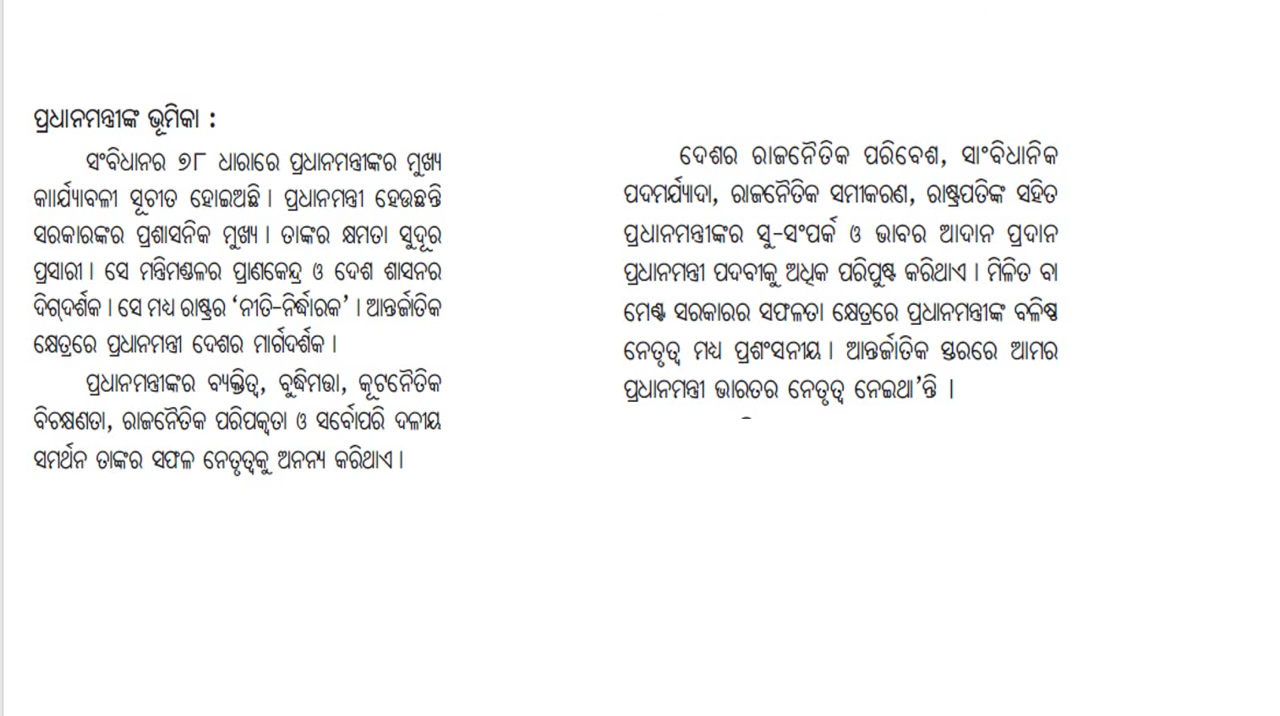 ପ୍ରଧାନମନ୍ତ୍ରୀଙ୍କ ଭୂମିକା :
ସଂବିଧାନର ୭୮ ଧାରାରେ ପ୍ରଧାନମନ୍ତ୍ରୀଙ୍କର ମୁଖ୍ୟ
କାର୍ଯ୍ୟାବଳୀ ସୂଚୀତ ହୋଇଅଛି । ପ୍ରଧାନମନ୍ତ୍ରୀ ହେଉଛନ୍ତି
ସରକାରଙ୍କର ପ୍ରଶାସନିକ ମୁଖ୍ୟ । ତାଙ୍କର କ୍ଷମତା ସୁଦୂର
ପ୍ରସାରୀ । ସେ ମନ୍ତ୍ରିମଣ୍ଡଳର ପ୍ରାଣକେନ୍ଦ୍ର ଓ ଦେଶ ଶାସନର
ଦିଗ୍‌ଦର୍ଶକ । ସେ ମଧ୍ୟ ରାଷ୍ଟ୍ରର ‘ନୀତି-ନିର୍ଦ୍ଧାରକ’ । ଆନ୍ତର୍ଜାତିକ
କ୍ଷେତ୍ରରେ ପ୍ରଧାନମନ୍ତ୍ରୀ ଦେଶର ମାର୍ଗଦର୍ଶକ ।
ପ୍ରଧାନମନ୍ତ୍ରୀଙ୍କର ବ୍ୟକ୍ତିତ୍ୱ, ବୁଦ୍ଧିମତ୍ତା, କୂଟନୈତିକ
ବିଚକ୍ଷଣତା, ରାଜନୈତିକ ପରିପକ୍ୱତା ଓ ସର୍ବୋପରି ଦଳୀୟ
ସମର୍ଥନ ତାଙ୍କର ସଫଳ ନେତୃତ୍ୱକୁ ଅନନ୍ୟ କରିଥାଏ ।
ଦେଶର ରାଜନୈତିକ ପରିବେଶ, ସାଂବିଧାନିକ
ପଦମର୍ଯ୍ୟାଦା, ରାଜନୈତିକ ସମୀକରଣ, ରାଷ୍ଟ୍ରପତିଙ୍କ ସହିତ
ପ୍ରଧାନମନ୍ତ୍ରୀଙ୍କର ସୁ-ସଂପର୍କ ଓ ଭାବର ଆଦାନ ପ୍ରଦାନ
ପ୍ରଧାନମନ୍ତ୍ରୀ ପଦବୀକୁ ଅଧିକ ପରିପୁଷ୍ଟ କରିଥାଏ । ମିଳିତ ବା
ମେଣ୍ଟ ସରକାରର ସଫଳତା କ୍ଷେତ୍ରରେ ପ୍ରଧାନମନ୍ତ୍ରୀଙ୍କ ବଳିଷ୍ଠ
ନେତୃତ୍ୱ ମଧ୍ୟ ପ୍ରଶଂସନୀୟ । ଆନ୍ତର୍ଜାତିକ ସ୍ତରରେ ଆମର
ପ୍ରଧାନମନ୍ତ୍ରୀ ଭାରତର ନେତୃତ୍ୱ ନେଇଥା’ନ୍ତି ।